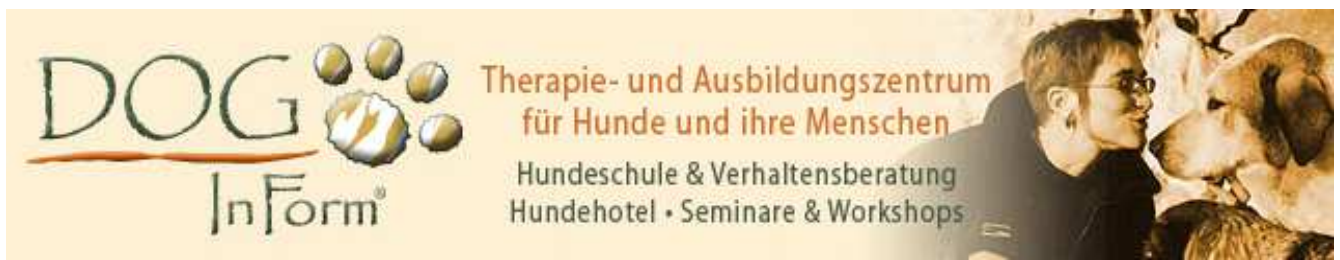 DOG
InForm®
Therapie- und Ausbildungszentrum
für Hunde und ihre Menschen
Hundeschule & Verhaltensberatung
Hundehotel • Seminare & Workshops